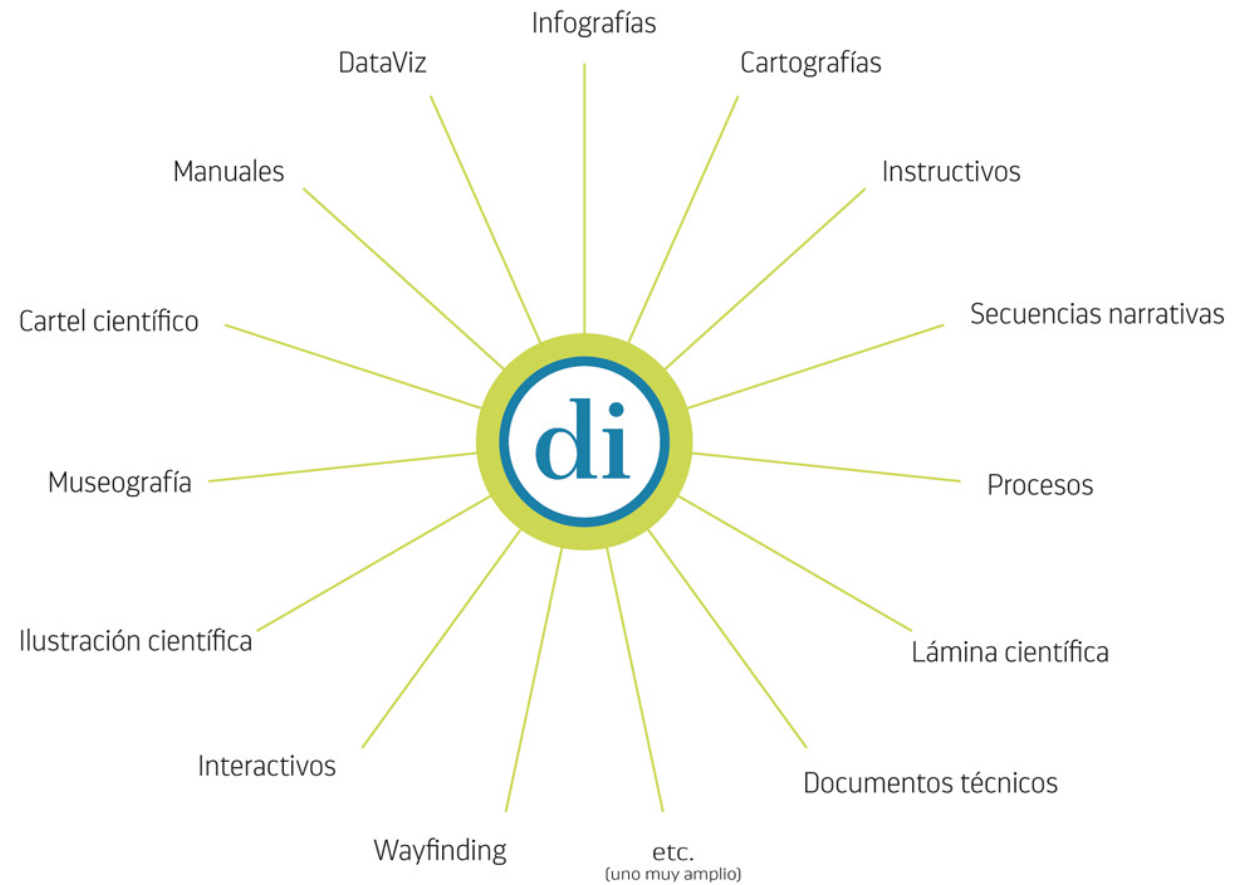 Infografías
DataViz
Cartografías
Manuales
Instructivos
Cartel científico
Secuencias narrativas
di
Museografía
Procesos
Ilustración científica
Lámina científica
Interactivos
Documentos técnicos
Wayfinding
etc.
(uno muy amplio)